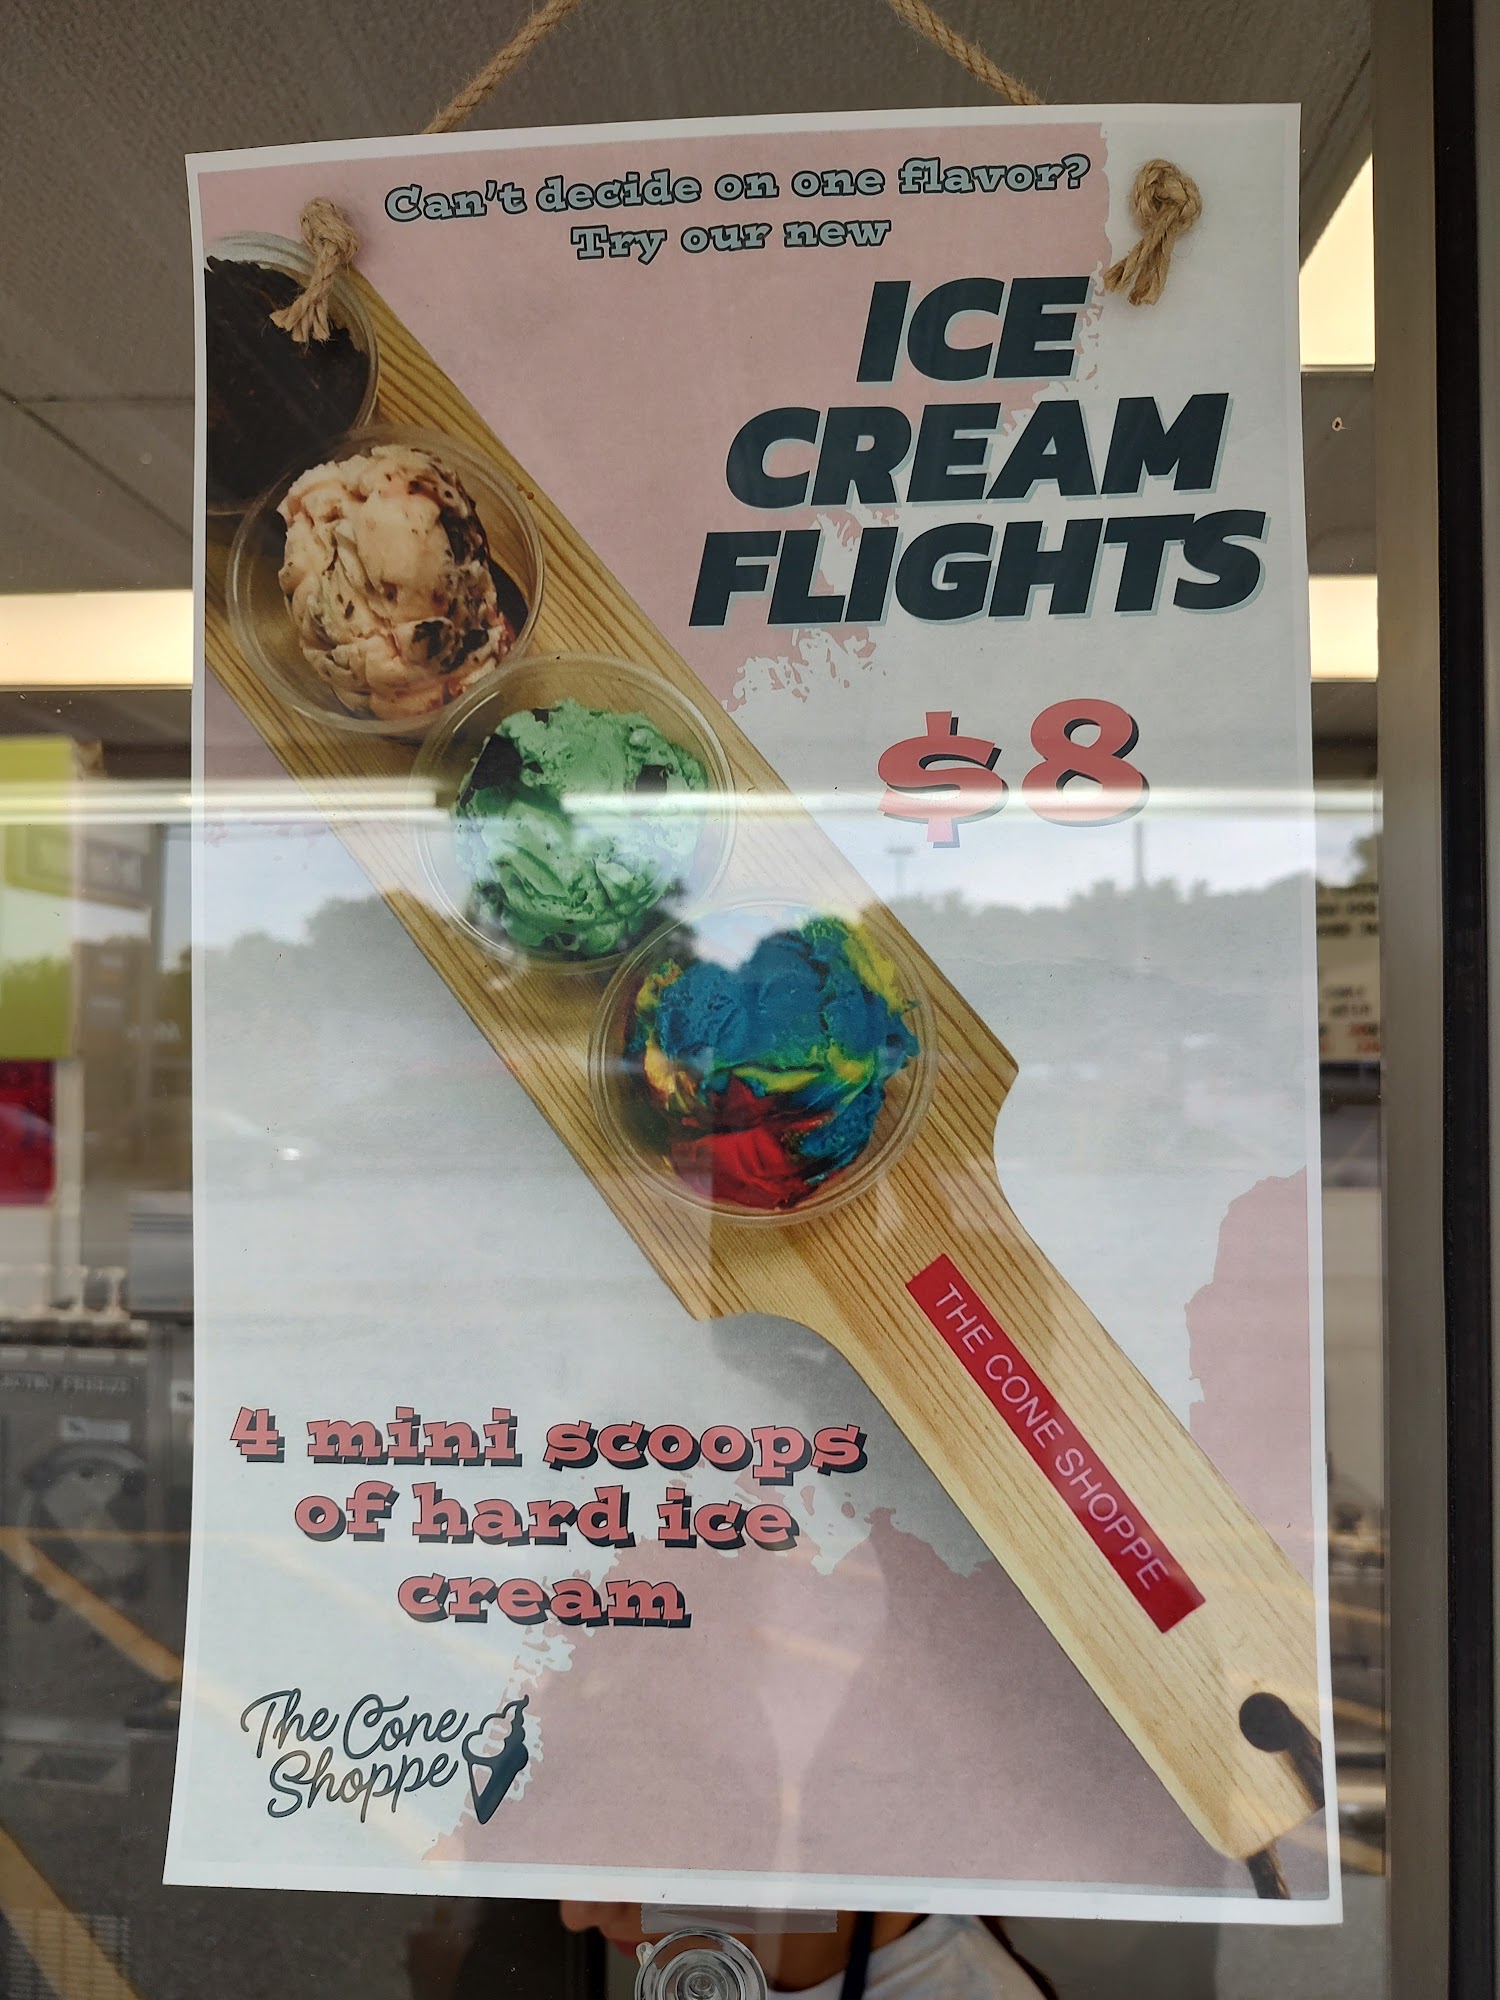 Can't decide on one flavor?
Try our new
ICE
CREAM
FLIGHTS
$8
THE CONE SHOPPE
4 mini scoops
of hard ice
cream
The Cone
Shoppe